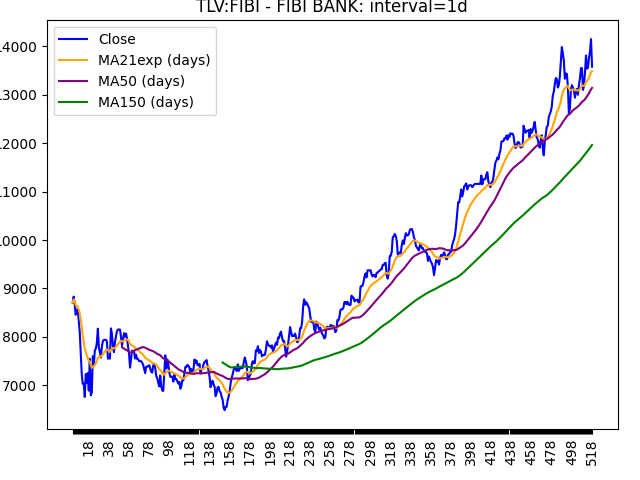 TLV:FIBI - FIBI BANK: interval=1d
Close
MA21exp (days)
MA50 (days)
MA150 (days)
14000
13000
12000
11000
10000
9000
8000
7000
18 38 58 78 98 118 138 158 178 198 218 238 258 278 298 318 338 358 378 398 418 438 458 478 498 518